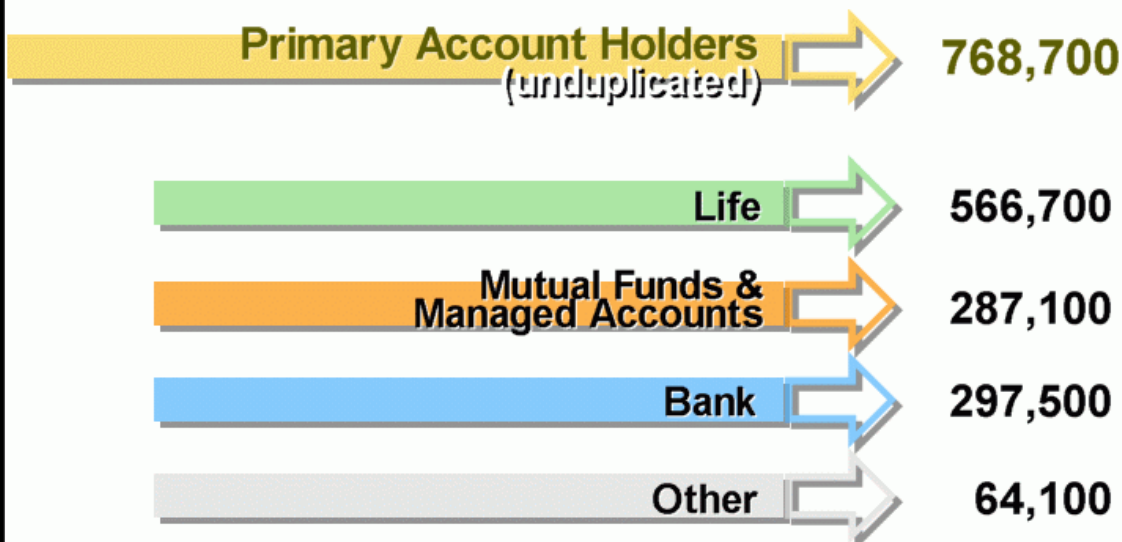 Primary Account Holders 768,700
(unduplicated)
Life 566,700
Mutual Funds &
Managed Accounts 287,100
Bank 297,500
Other 64,100